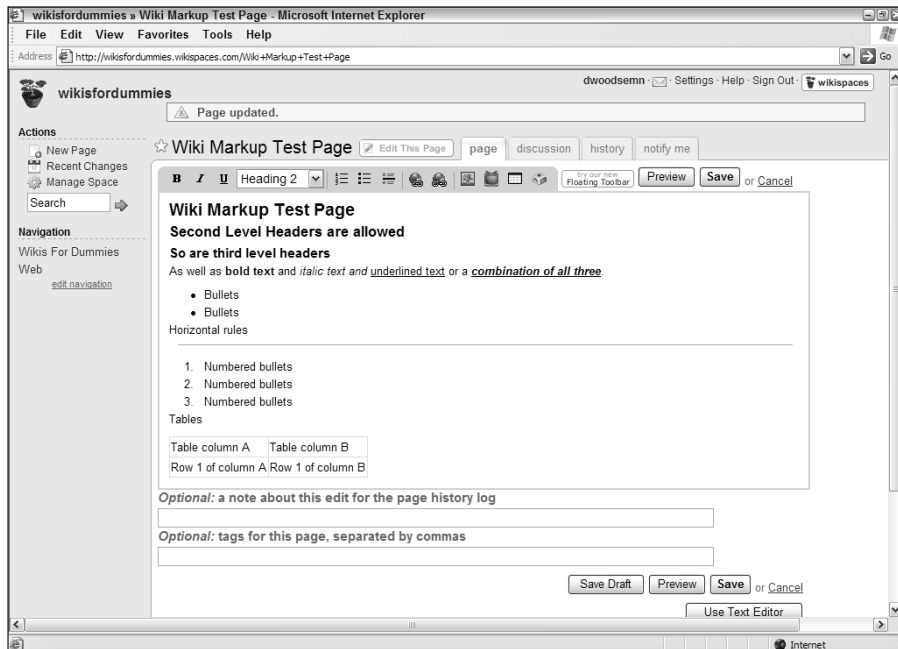 wikisfordummies » Wiki Markup Test Page - Microsoft Internet Explorer
File Edit View Favorites Tools Help
Address http://wikisfordummies.wikispaces.com/Wiki+Markup+Test+Page Go
dwoodsemn · Settings · Help · Sign Out · wikispaces
wikisfordummies
Page updated.
Actions
New Page
Recent Changes
Manage Space
Search
Navigation
Wikis For Dummies
Web
edit navigation
Wiki Markup Test Page Edit This Page page discussion history notify me
B I U Heading 2 try our new Floating Toolbar Preview Save or Cancel
Wiki Markup Test Page
Second Level Headers are allowed
So are third level headers
As well as bold text and italic text and underlined text or a combination of all three.
• Bullets
• Bullets
Horizontal rules
1. Numbered bullets
2. Numbered bullets
3. Numbered bullets
Tables
Table column A Table column B
Row 1 of column A Row 1 of column B
Optional: a note about this edit for the page history log
Optional: tags for this page, separated by commas
Save Draft Preview Save or Cancel
Use Text Editor
Internet